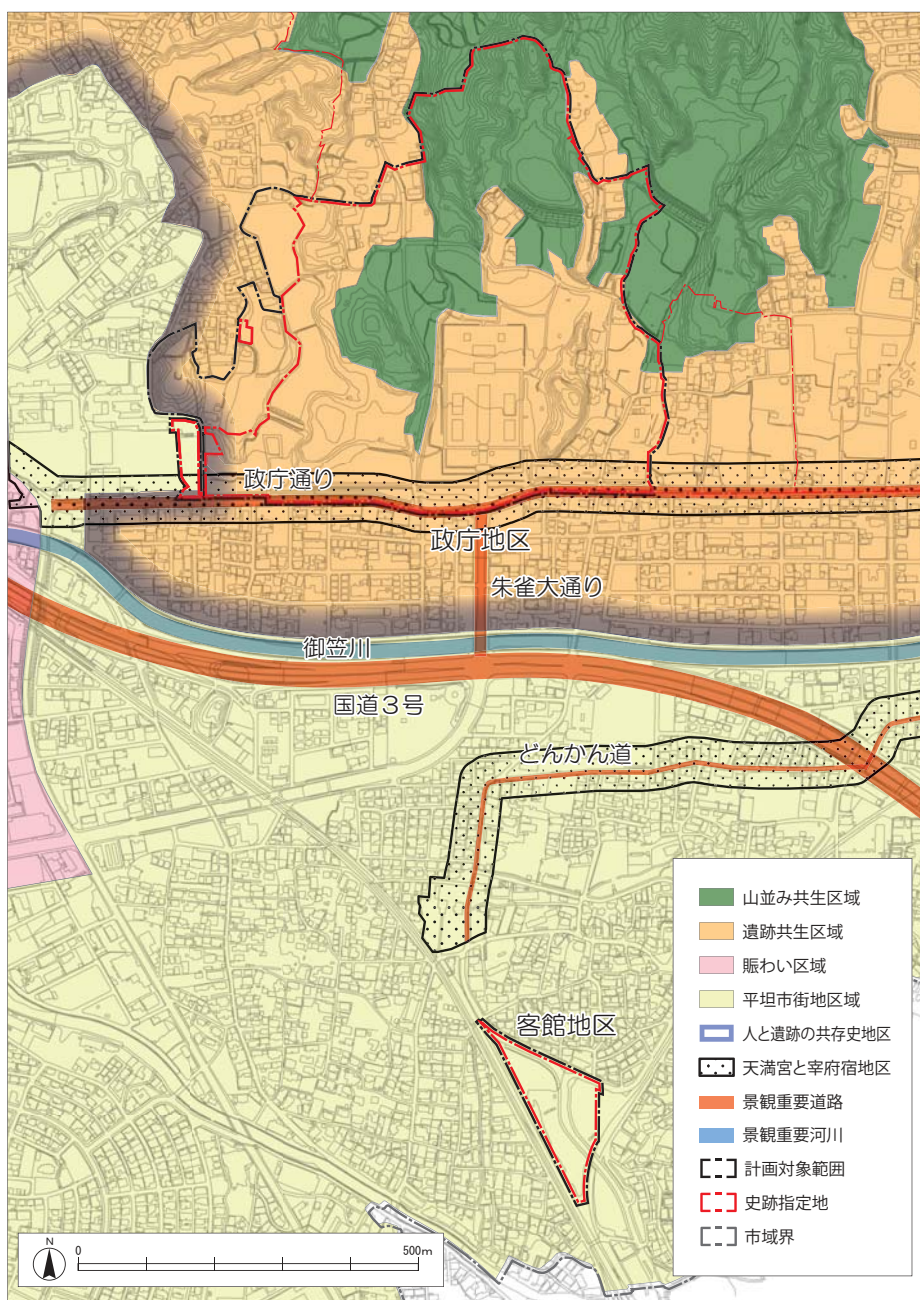 政庁通り
政庁地区
朱雀大通り
御笠川
国道3号
どんかん道
客館地区
山並み共生区域
遺跡共生区域
賑わい区域
平坦市街地区域
人と遺跡の共存史地区
天満宮と宰府宿地区
景観重要道路
景観重要河川
計画対象範囲
史跡指定地
市域界
N
0 500m